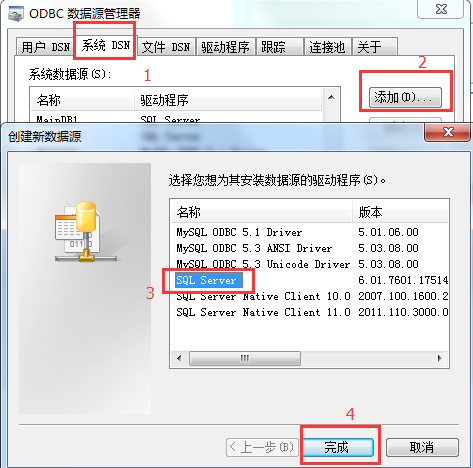 ODBC 数据源管理器
用户 DSN 系统 DSN 文件 DSN 驱动程序 跟踪 连接池 关于
系统数据源(S): 1 2
名称 驱动程序 添加(D)...
MainDB1 SQL Server
创建新数据源
选择您想为其安装数据源的驱动程序(S)。
名称 版本
MySQL ODBC 5.1 Driver 5.01.06.00
MySQL ODBC 5.3 ANSI Driver 5.03.08.00
MySQL ODBC 5.3 Unicode Driver 5.03.08.00
3 SQL Server 6.01.7601.17514
SQL Server Native Client 10.0 2007.100.1600.2
SQL Server Native Client 11.0 2011.110.3000.0
4
<上一步(B) 完成 取消